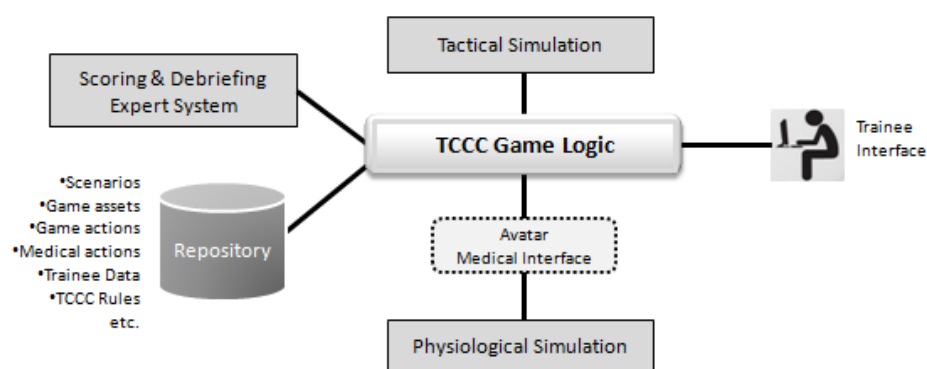 Tactical Simulation
Scoring & Debriefing
Expert System
TCCC Game Logic
Trainee
Interface
•Scenarios
•Game assets
•Game actions
•Medical actions
•Trainee Data
•TCCC Rules
etc.
Repository
Avatar
Medical Interface
Physiological Simulation